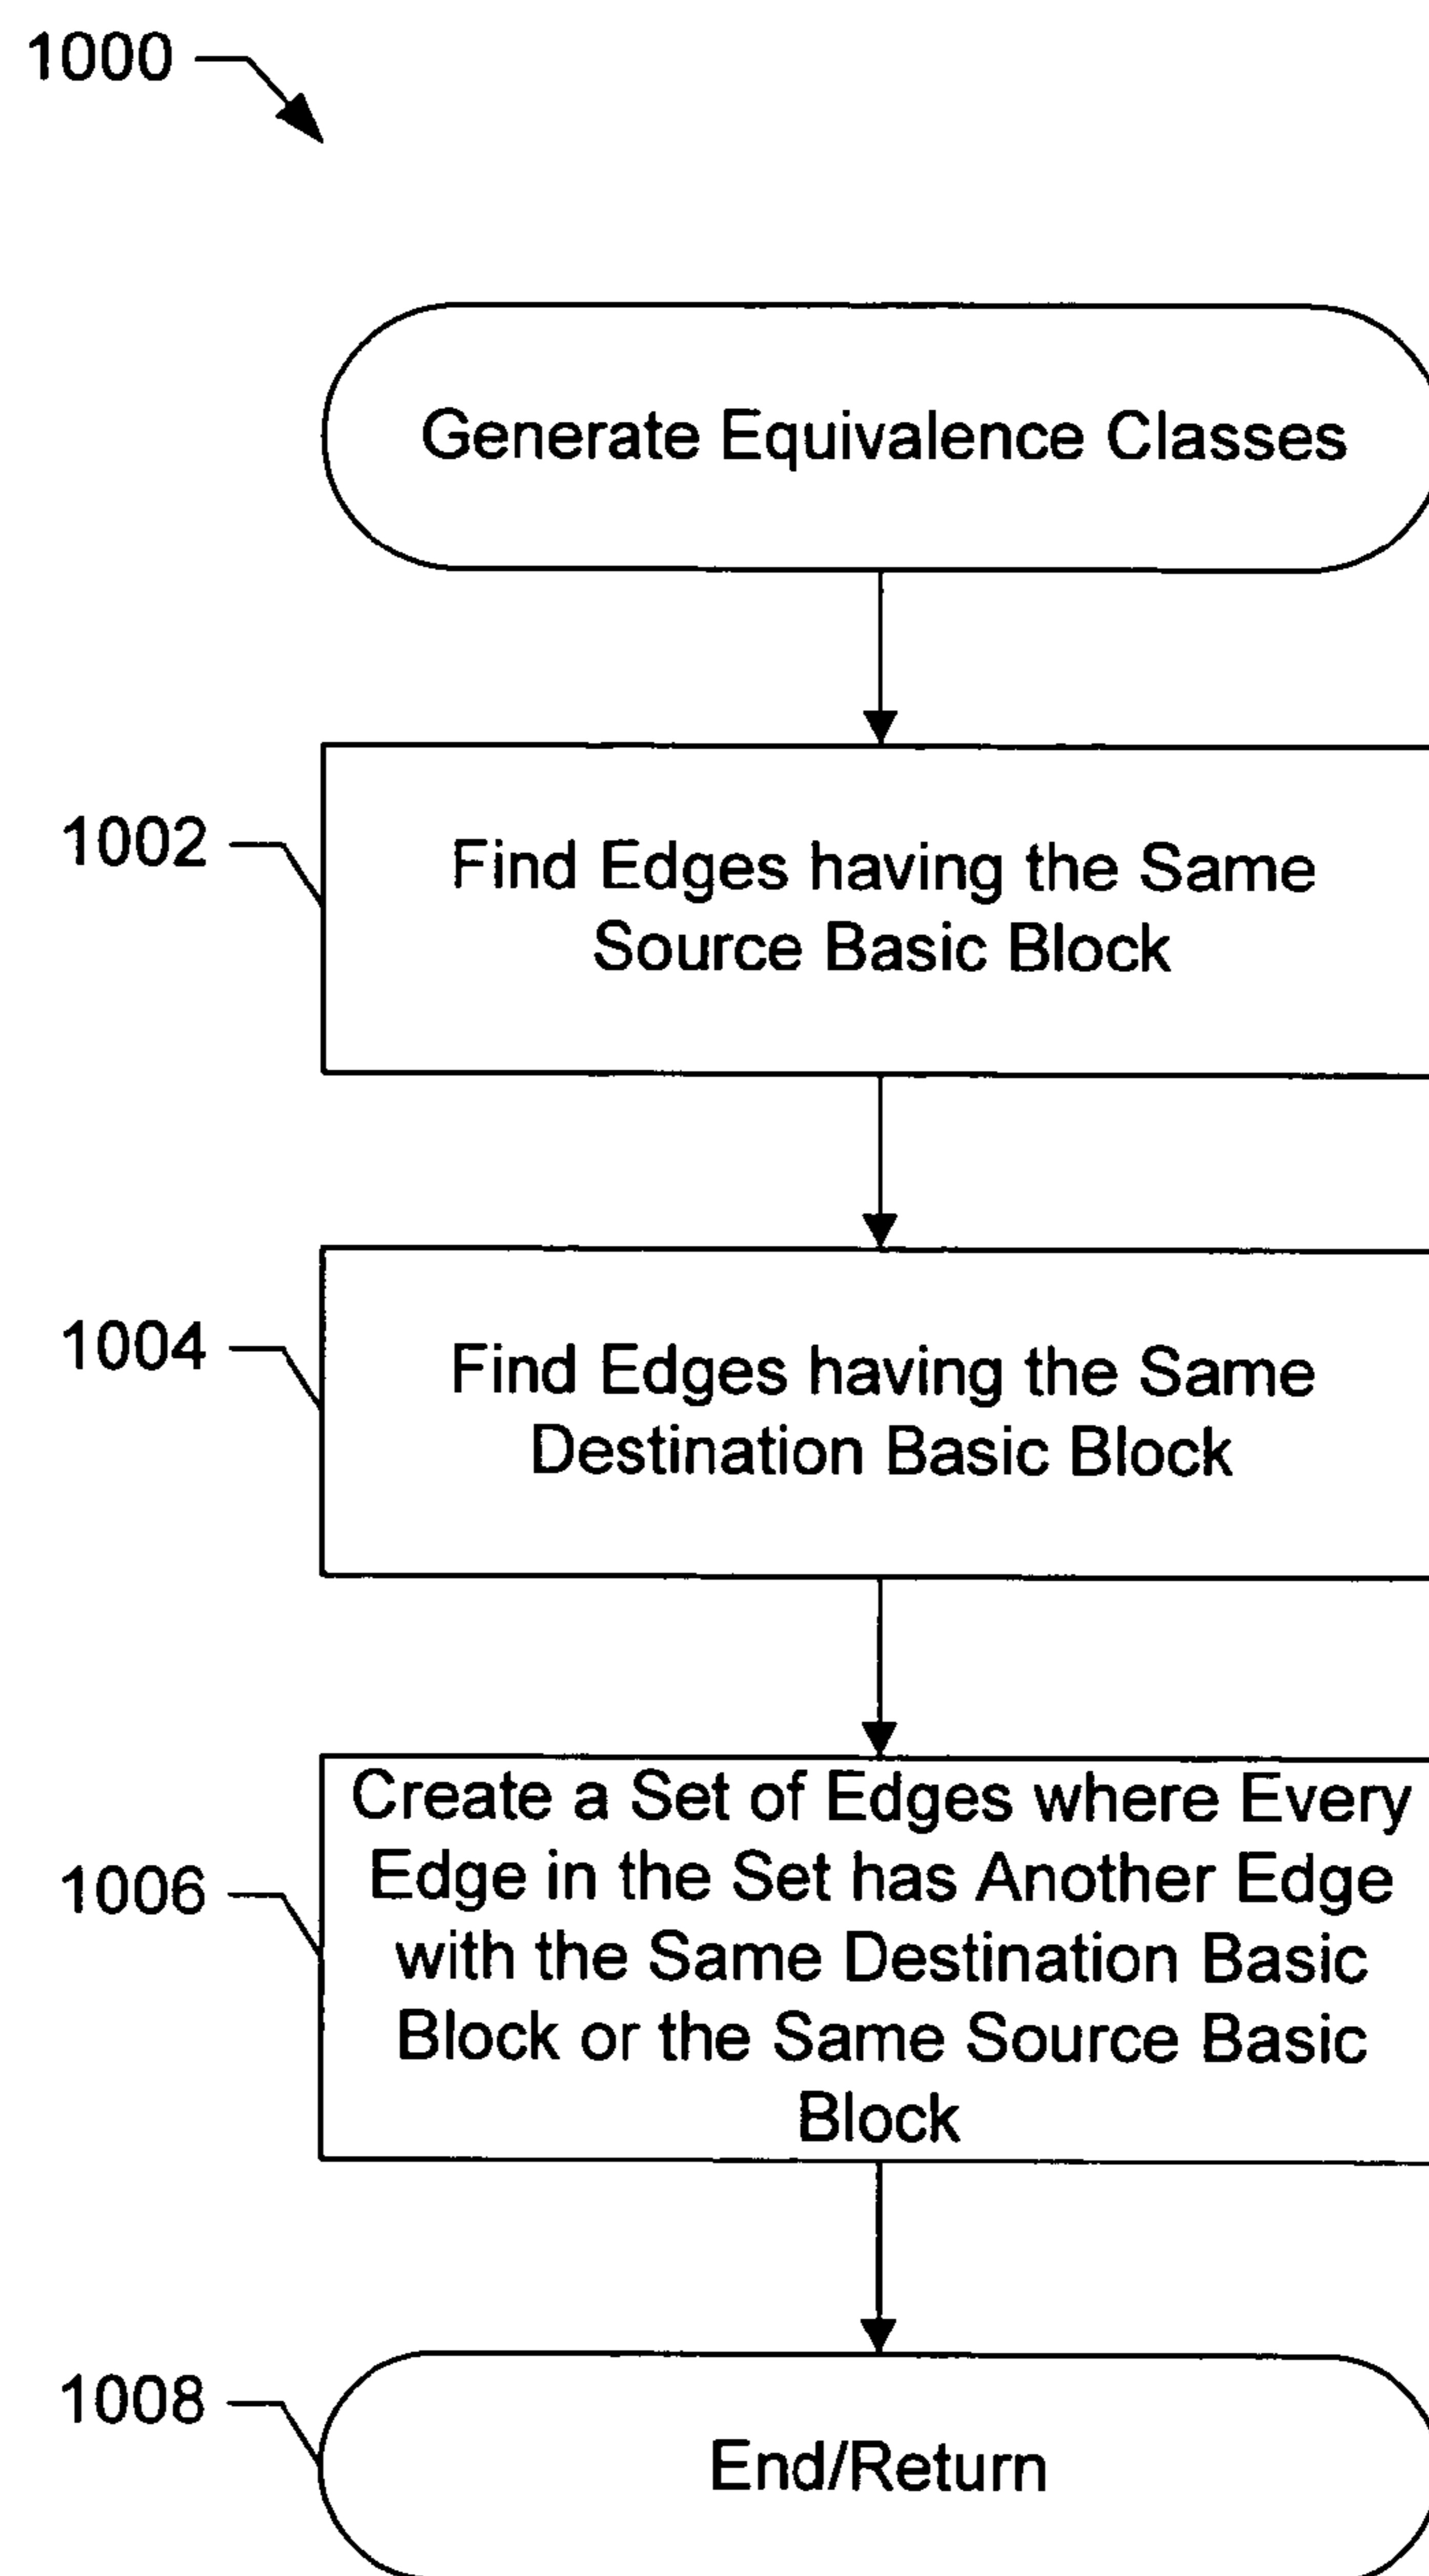 1000
Generate Equivalence Classes
1002
Find Edges having the Same
Source Basic Block
1004
Find Edges having the Same
Destination Basic Block
1006
Create a Set of Edges where Every
Edge in the Set has Another Edge
with the Same Destination Basic
Block or the Same Source Basic
Block
1008
End/Return